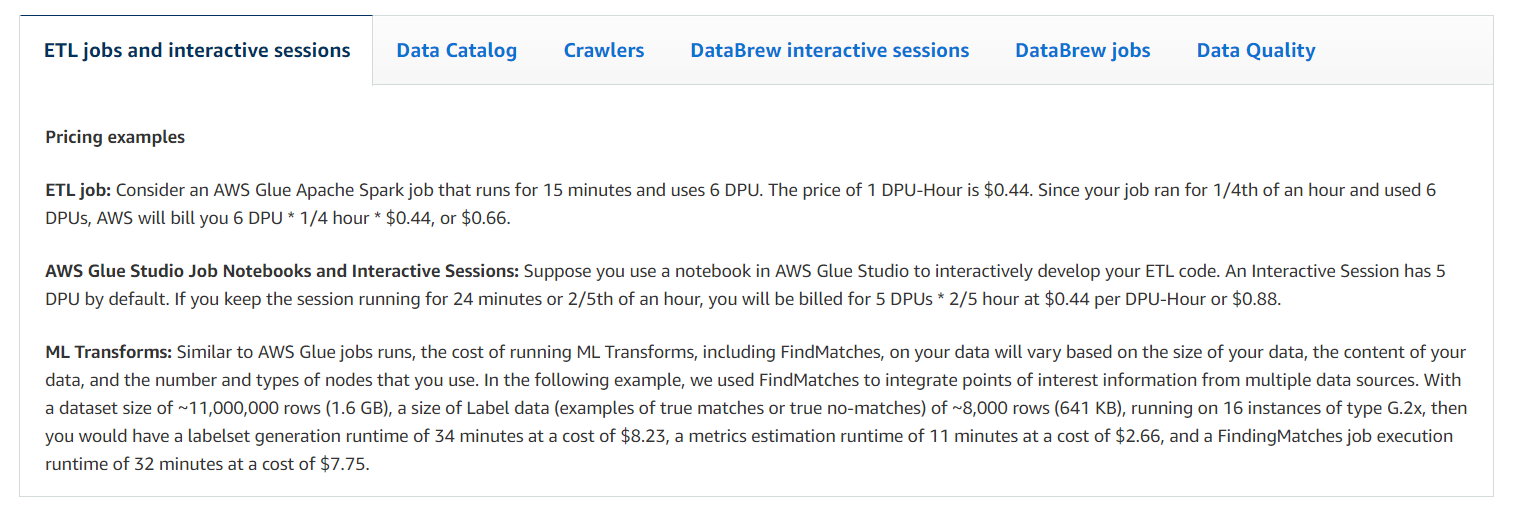 ETL jobs and interactive sessions Data Catalog Crawlers DataBrew interactive sessions DataBrew jobs Data Quality
Pricing examples
ETL job: Consider an AWS Glue Apache Spark job that runs for 15 minutes and uses 6 DPU. The price of 1 DPU-Hour is $0.44. Since your job ran for 1/4th of an hour and used 6
DPUs, AWS will bill you 6 DPU * 1/4 hour * $0.44, or $0.66.
AWS Glue Studio Job Notebooks and Interactive Sessions: Suppose you use a notebook in AWS Glue Studio to interactively develop your ETL code. An Interactive Session has 5
DPU by default. If you keep the session running for 24 minutes or 2/5th of an hour, you will be billed for 5 DPUs * 2/5 hour at $0.44 per DPU-Hour or $0.88.
ML Transforms: Similar to AWS Glue jobs runs, the cost of running ML Transforms, including FindMatches, on your data will vary based on the size of your data, the content of your
data, and the number and types of nodes that you use. In the following example, we used FindMatches to integrate points of interest information from multiple data sources. With
a dataset size of ~11,000,000 rows (1.6 GB), a size of Label data (examples of true matches or true no-matches) of ~8,000 rows (641 KB), running on 16 instances of type G.2x, then
you would have a labelset generation runtime of 34 minutes at a cost of $8.23, a metrics estimation runtime of 11 minutes at a cost of $2.66, and a FindingMatches job execution
runtime of 32 minutes at a cost of $7.75.